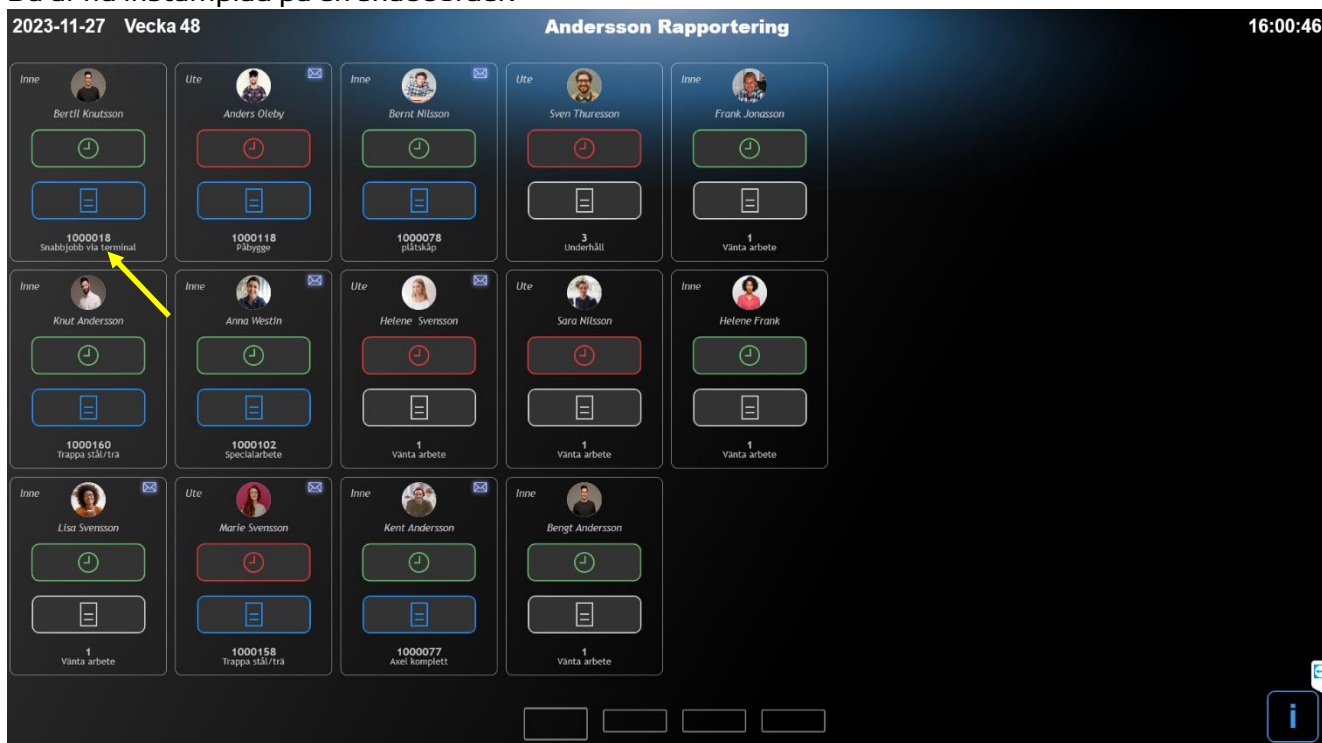 2023-11-27 Vecka 48 Andersson Rapportering 16:00:46
Inne Ute Inne Ute Inne
Bertil Knutsson Anders Oleby Bernt Nilsson Sven Thuresson Frank Jonasson
1000018 1000118 1000078 3 1
Snabbjobb via terminal Påbygge plåtskåp Underhåll Vänta arbete
Inne Inne Ute Ute Inne
Knut Andersson Anna Westin Helene Svensson Sara Nilsson Helene Frank
1000160 1000102 1 1 1
Trappa stål/trä Specialarbete Vänta arbete Vänta arbete Vänta arbete
Inne Ute Inne Inne
Lisa Svensson Marie Svensson Kent Andersson Bengt Andersson
1 1000158 1000077 1
Vänta arbete Trappa stål/trä Axel komplett Vänta arbete
i